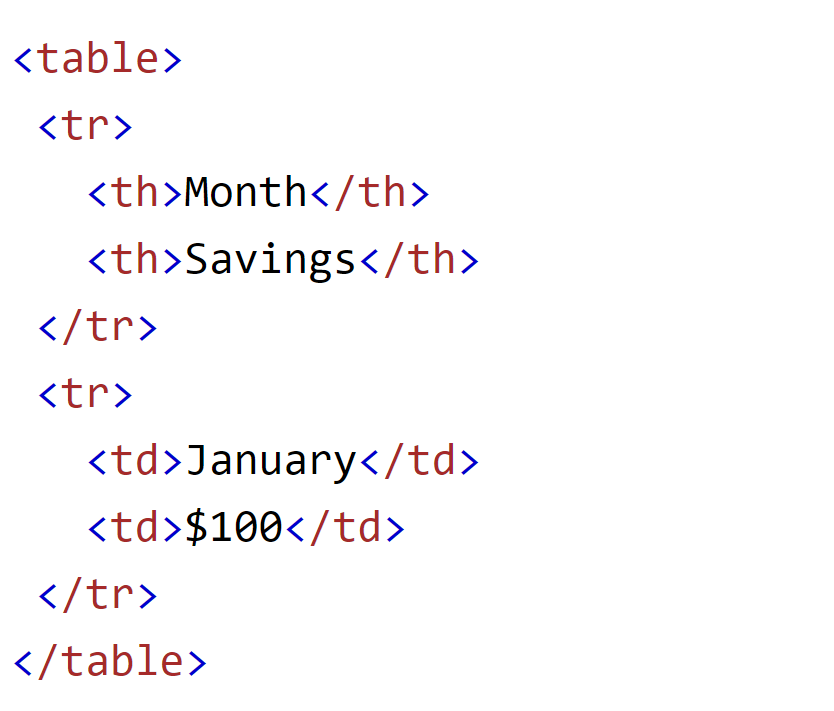 <table>
 <tr>
   <th>Month</th>
   <th>Savings</th>
 </tr>
 <tr>
   <td>January</td>
   <td>$100</td>
 </tr>
</table>